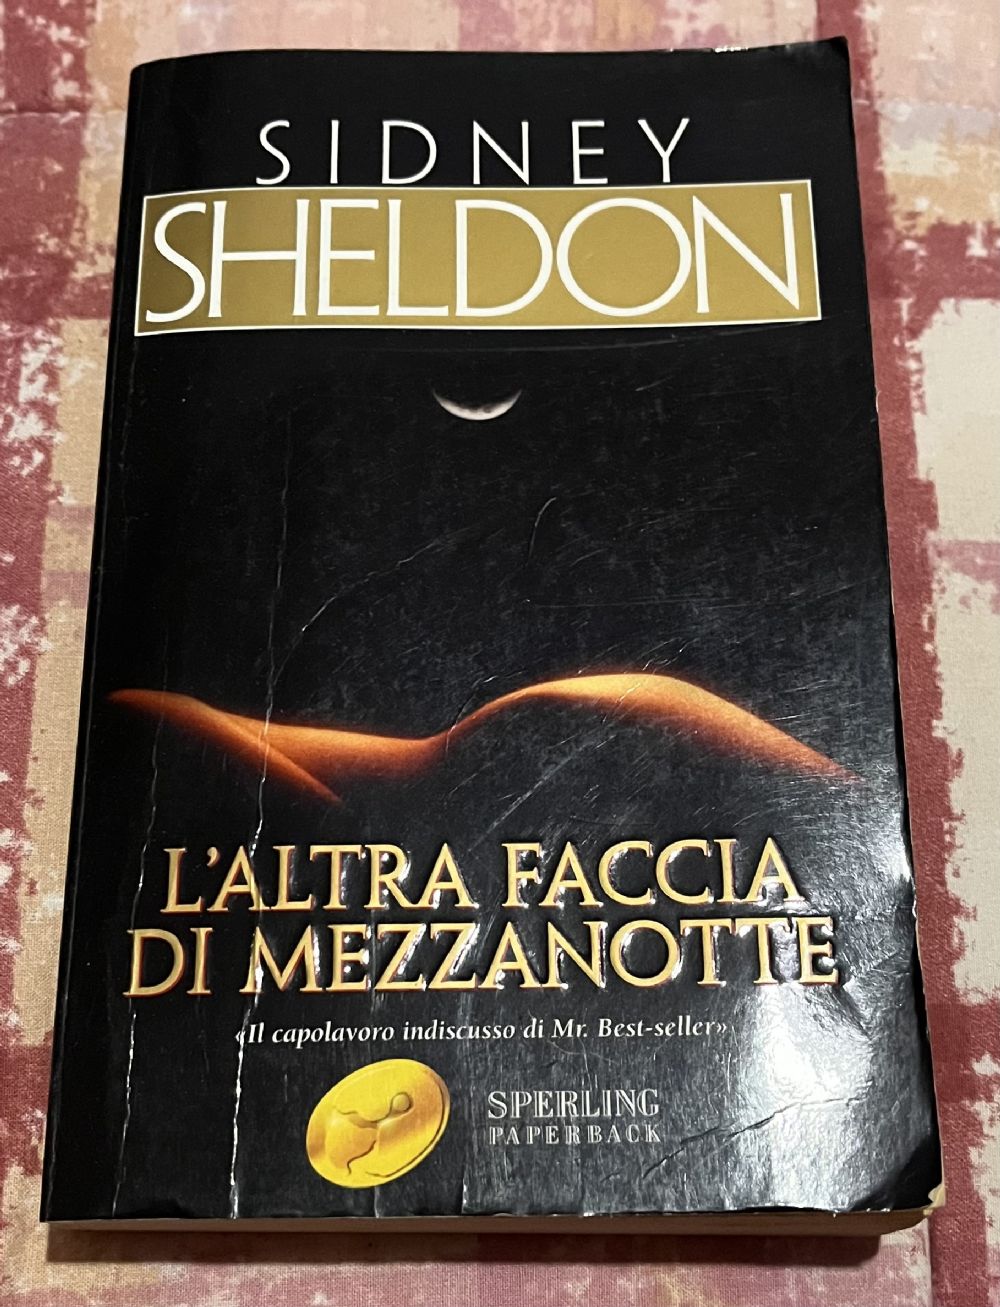 SIDNEY
SHELDON
L'ALTRA FACCIA
DI MEZZANOTTE
«Il capolavoro indiscusso di Mr. Best-seller»
SPERLING
PAPERBACK